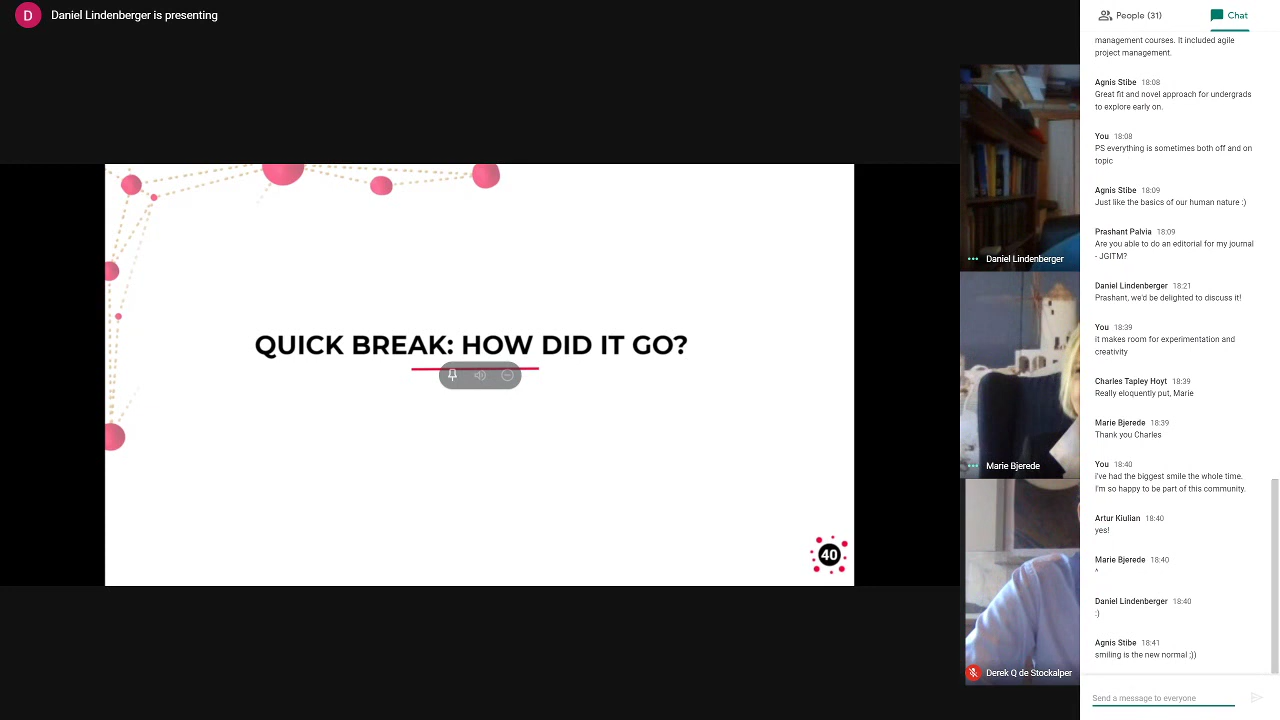 D
Daniel Lindenberger is presenting
QUICK BREAK: HOW DID IT GO?
40
Daniel Lindenberger
Marie Bjerede
Derek Q de Stockalper
People (31)
Chat
management courses. It included agile
project management.
Agnis Stibe 18:08
Great fit and novel approach for undergrads
to explore early on.
You 18:08
PS everything is sometimes both off and on
topic
Agnis Stibe 18:09
Just like the basics of our human nature :)
Prashant Palvia 18:09
Are you able to do an editorial for my journal
- JGITM?
Daniel Lindenberger 18:21
Prashant, we'd be delighted to discuss it!
You 18:39
it makes room for experimentation and
creativity
Charles Tapley Hoyt 18:39
Really eloquently put, Marie
Marie Bjerede 18:39
Thank you Charles
You 18:40
i've had the biggest smile the whole time.
I'm so happy to be part of this community.
Artur Kiulian 18:40
yes!
Marie Bjerede 18:40
^
Daniel Lindenberger 18:40
:)
Agnis Stibe 18:41
smiling is the new normal ;))
Send a message to everyone